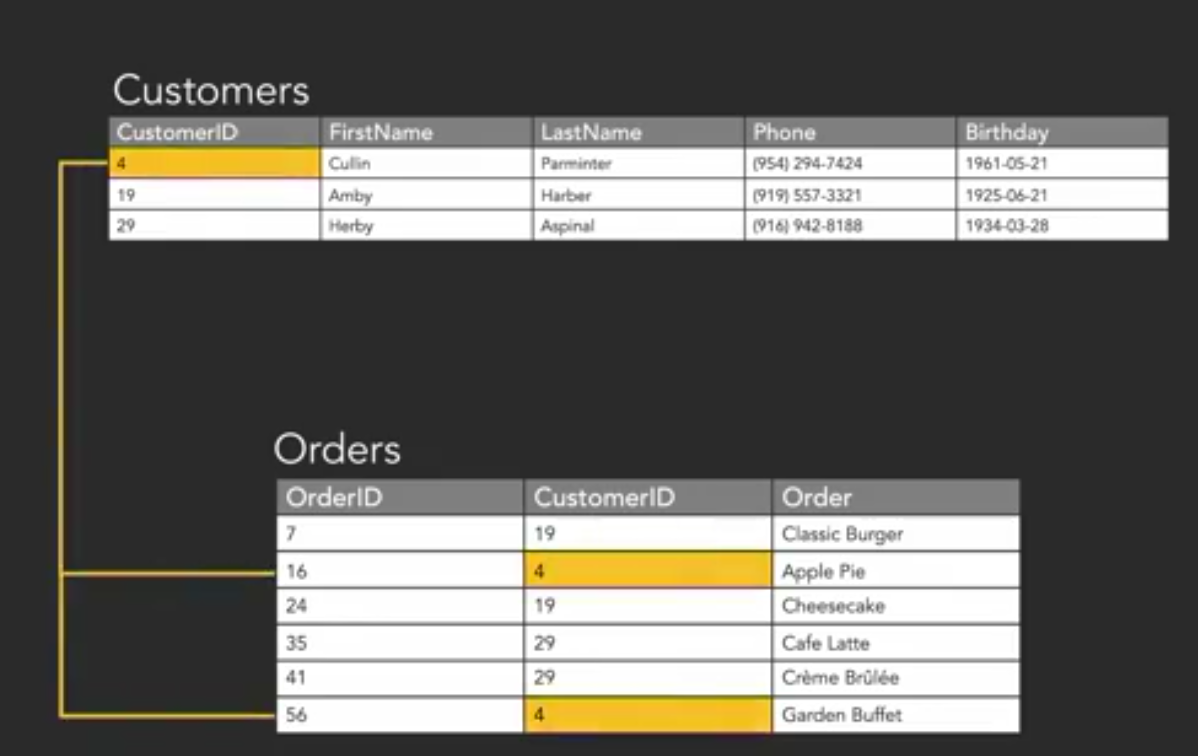 Customers
CustomerID FirstName LastName Phone Birthday
4 Cullin Parminter (954) 294-7424 1961-05-21
19 Amby Harber (919) 557-3321 1925-06-21
29 Herby Aspinal (916) 942-8188 1934-03-28
Orders
OrderID CustomerID Order
7 19 Classic Burger
16 4 Apple Pie
24 19 Cheesecake
35 29 Cafe Latte
41 29 Crème Brûlée
56 4 Garden Buffet